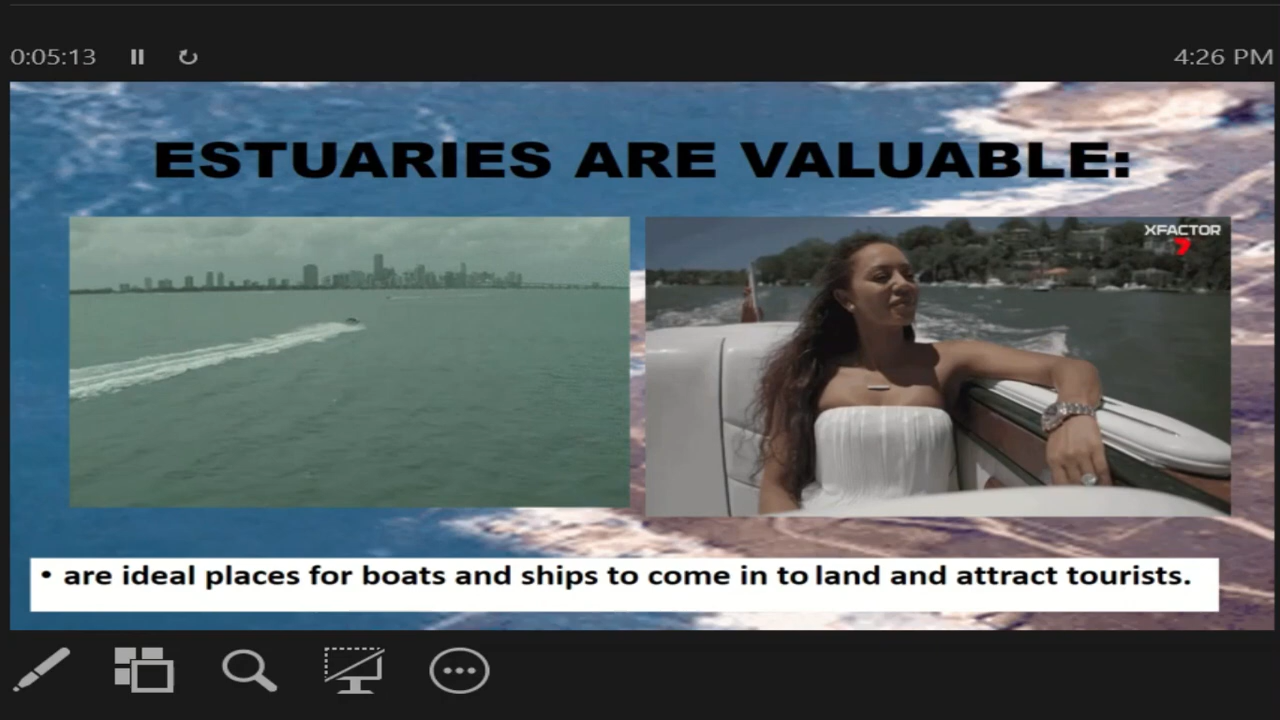 0:05:13
4:26 PM
ESTUARIES ARE VALUABLE:
XFACTOR
7
• are ideal places for boats and ships to come in to land and attract tourists.